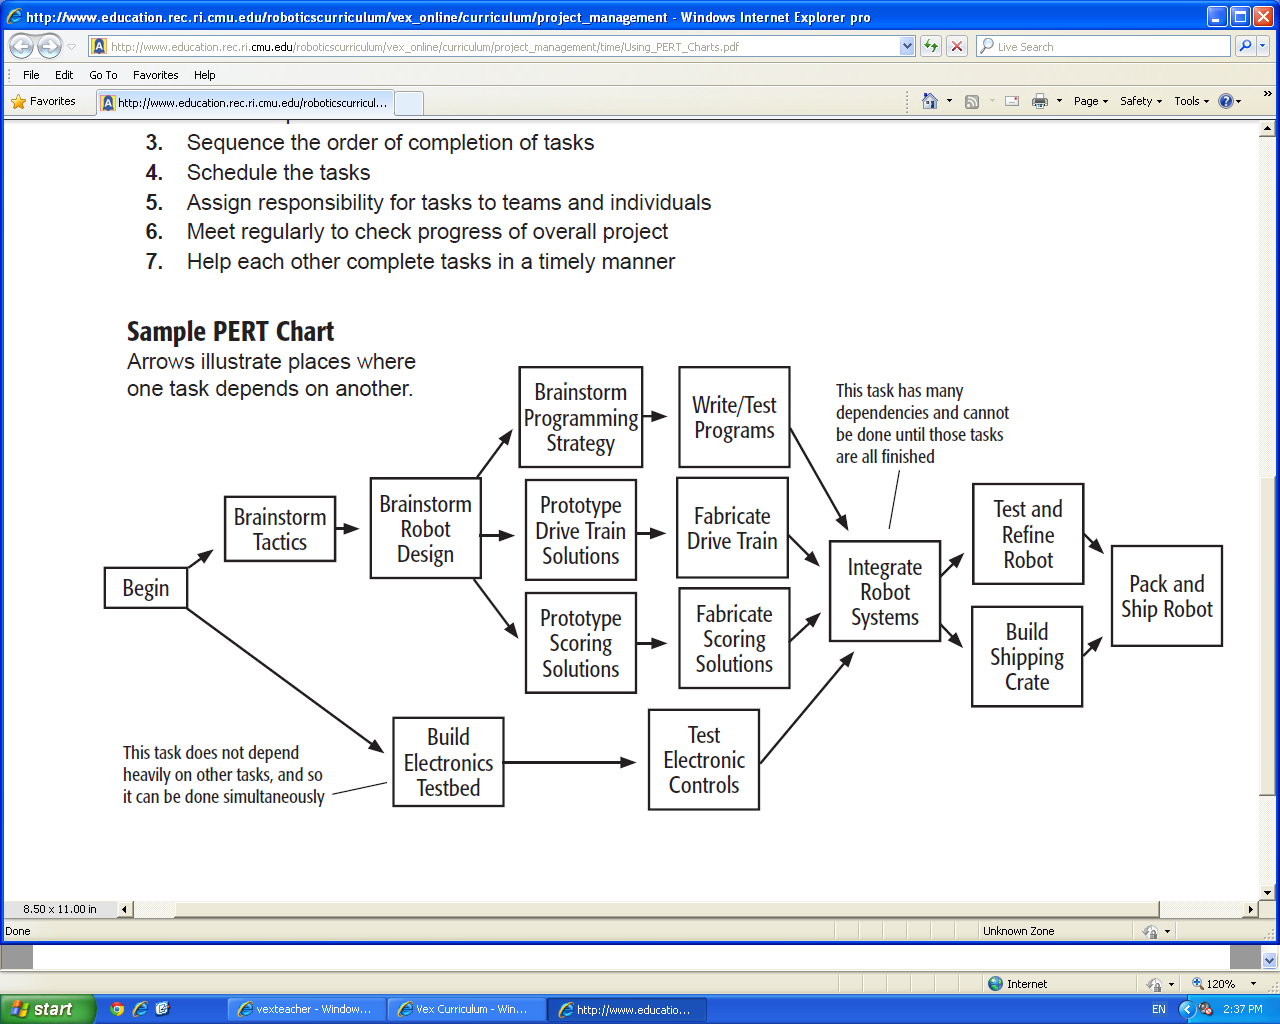 http://www.education.rec.ri.cmu.edu/roboticscurriculum/vex_online/curriculum/project_management - Windows Internet Explorer pro
http://www.education.rec.ri.cmu.edu/roboticscurriculum/vex_online/curriculum/project_management/time/Using_PERT_Charts.pdf
Live Search
File Edit Go To Favorites Help
Favorites
http://www.education.rec.ri.cmu.edu/roboticscurricul...
Page Safety Tools
3. Sequence the order of completion of tasks
4. Schedule the tasks
5. Assign responsibility for tasks to teams and individuals
6. Meet regularly to check progress of overall project
7. Help each other complete tasks in a timely manner
Sample PERT Chart
Arrows illustrate places where
one task depends on another.
Begin
Brainstorm
Tactics
Brainstorm
Robot
Design
Brainstorm
Programming
Strategy
Write/Test
Programs
Prototype
Drive Train
Solutions
Fabricate
Drive Train
Prototype
Scoring
Solutions
Fabricate
Scoring
Solutions
This task has many
dependencies and cannot
be done until those tasks
are all finished
Integrate
Robot
Systems
Test and
Refine
Robot
Build
Shipping
Crate
Pack and
Ship Robot
This task does not depend
heavily on other tasks, and so
it can be done simultaneously
Build
Electronics
Testbed
Test
Electronic
Controls
8.50 x 11.00 in
Done
Unknown Zone
Internet
120%
start
vexteacher - Window...
Vex Curriculum - Win...
http://www.educatio...
EN
2:37 PM